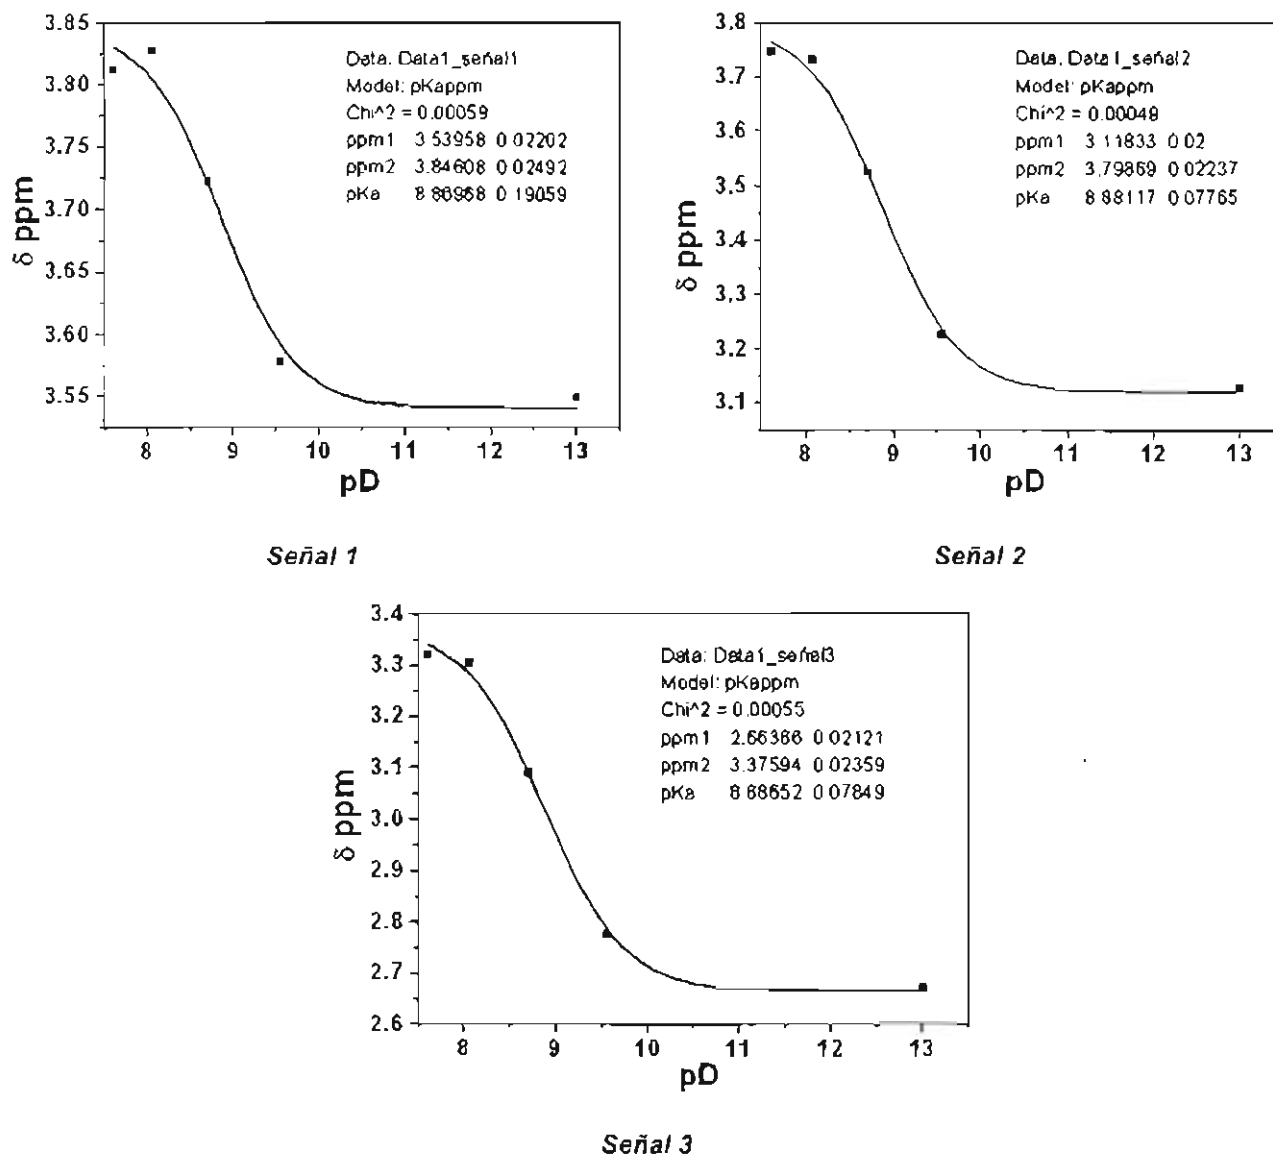 3.85
3.80
3.75
3.70
3.65
3.60
3.55
δ ppm
8 9 10 11 12 13
pD
Data. Data1_señal1
Model: pKappm
Chi^2 = 0.00059
ppm1 3.53958 0.02202
ppm2 3.84608 0.02492
pKa 8.86968 0.19059
Señal 1
3.8
3.7
3.6
3.5
3.4
3.3
3.2
3.1
δ ppm
8 9 10 11 12 13
pD
Data: Data1_señal2
Model: pKappm
Chi^2 = 0.00049
ppm1 3.11833 0.02
ppm2 3.79869 0.02237
pKa 8.88117 0.07765
Señal 2
3.4
3.3
3.2
3.1
3.0
2.9
2.8
2.7
2.6
δ ppm
8 9 10 11 12 13
pD
Data: Data1_señal3
Model: pKappm
Chi^2 = 0.00055
ppm1 2.66366 0.02121
ppm2 3.37594 0.02359
pKa 8.88652 0.07849
Señal 3